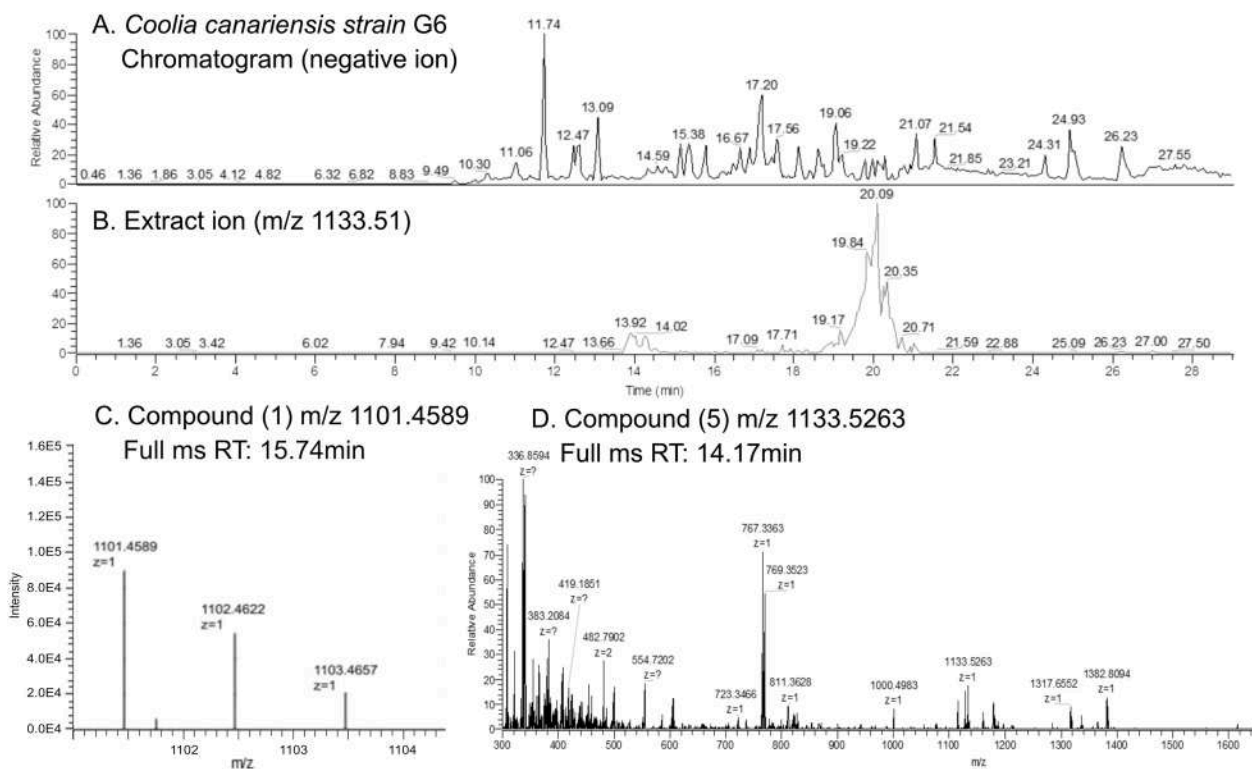 A. Coolia canariensis strain G6
Chromatogram (negative ion)
Relative Abundance
100
80
60
40
20
0
0.46 1.36 1.86 3.05 4.12 4.82 6.32 6.82 8.83 9.49 10.30 11.06 11.74 12.47 13.09 14.59 15.38 16.67 17.20 17.56 19.06 19.22 21.07 21.54 21.85 23.21 24.31 24.93 26.23 27.55
B. Extract ion (m/z 1133.51)
100
80
60
40
20
0
1.36 3.05 3.42 6.02 7.94 9.42 10.14 12.47 13.66 13.92 14.02 17.09 17.71 19.17 19.84 20.09 20.35 20.71 21.59 22.88 25.09 26.23 27.00 27.50
0 2 4 6 8 10 12 14 16 18 20 22 24 26 28
Time (min)
C. Compound (1) m/z 1101.4589
Full ms RT: 15.74min
Intensity
1.6E5
1.4E5
1.2E5
1.0E5
8.0E4
6.0E4
4.0E4
2.0E4
0.0E0
1101.4589
z=1
1102.4622
z=1
1103.4657
z=1
1102 1103 1104
m/z
D. Compound (5) m/z 1133.5263
Full ms RT: 14.17min
Relative Abundance
100
90
80
70
60
50
40
30
20
10
0
336.8594
z=?
383.2084
z=?
419.1851
z=?
482.7902
z=2
554.7202
z=?
723.3466
z=1
767.3363
z=1
769.3523
z=1
811.3628
z=1
1000.4983
z=1
1133.5263
z=1
1317.6552
z=1
1382.8094
z=1
300 400 500 600 700 800 900 1000 1100 1200 1300 1400 1500 1600
m/z